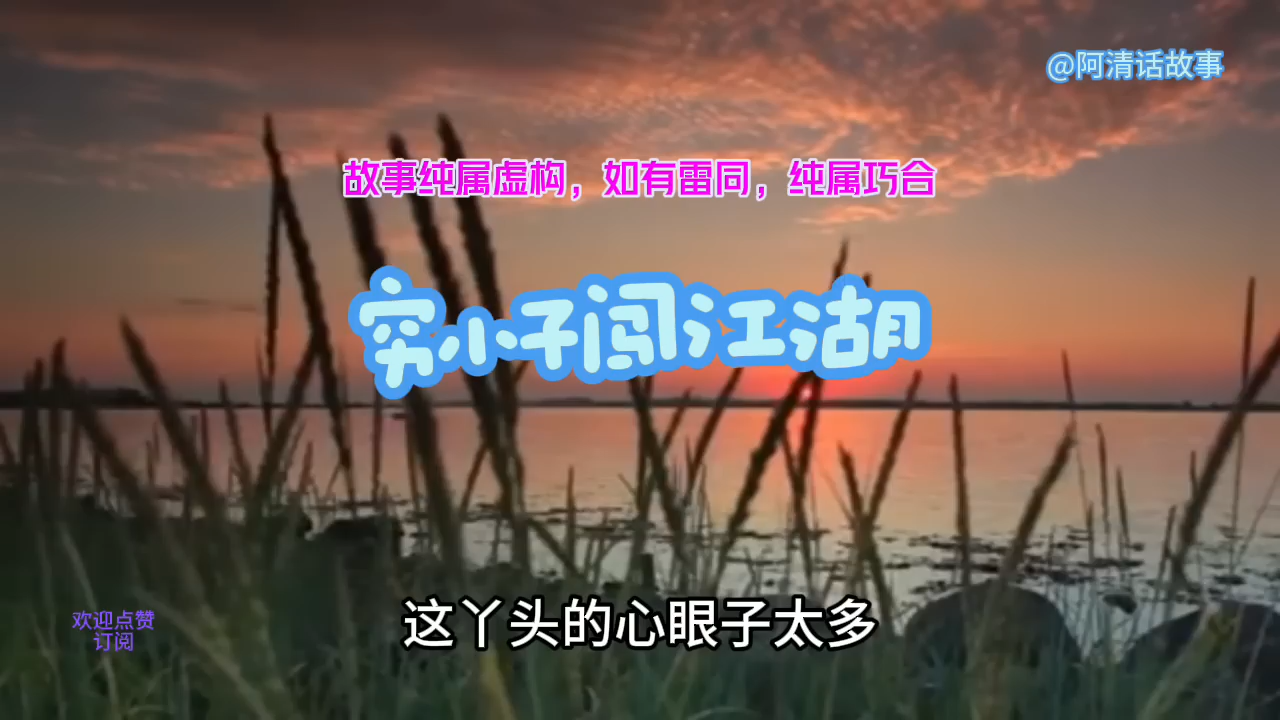 @阿清话故事
故事纯属虚构，如有雷同，纯属巧合
穷小子闯江湖
欢迎点赞
订阅
这丫头的心眼子太多